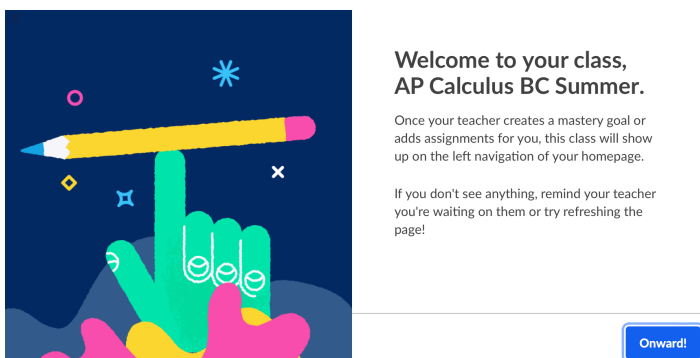 Welcome to your class,
AP Calculus BC Summer.
Once your teacher creates a mastery goal or
adds assignments for you, this class will show
up on the left navigation of your homepage.
If you don't see anything, remind your teacher
you're waiting on them or try refreshing the
page!
Onward!